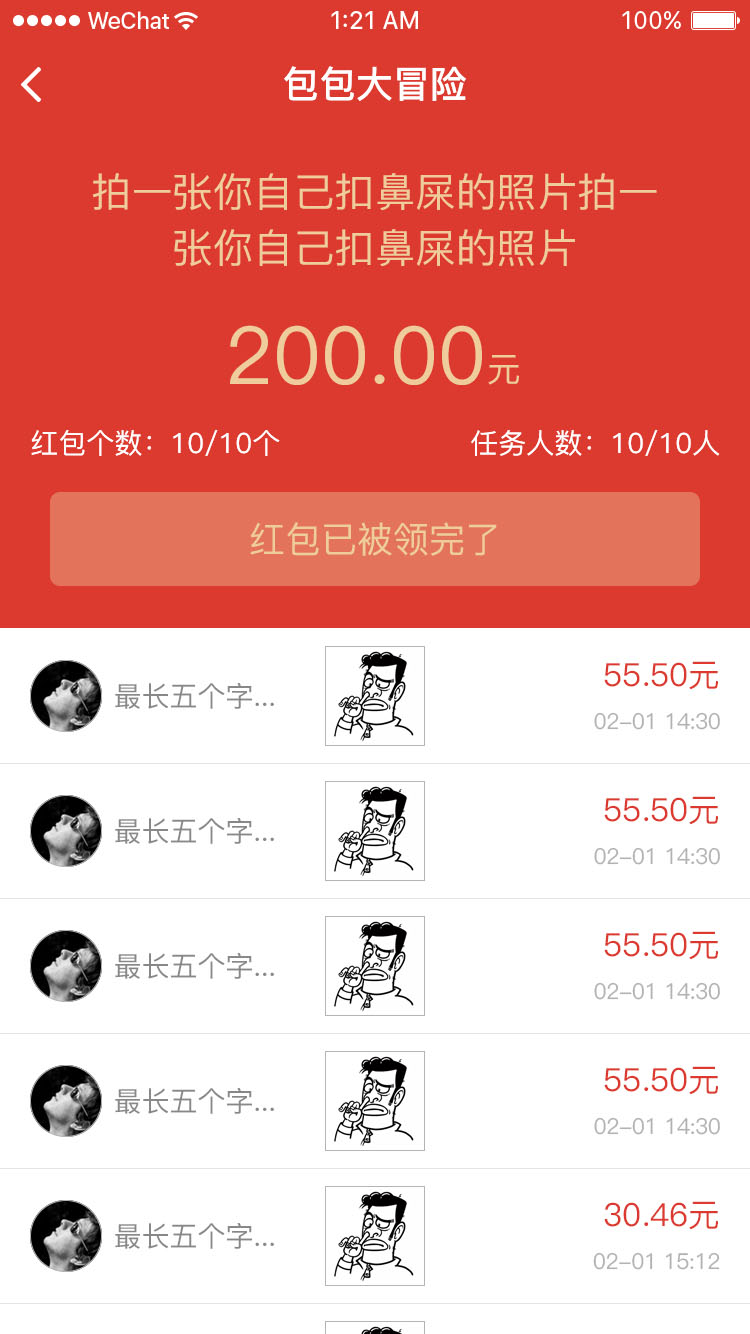 WeChat 1:21 AM 100%
包包大冒险
拍一张你自己扣鼻屎的照片拍一
张你自己扣鼻屎的照片
200.00元
红包个数：10/10个 任务人数：10/10人
红包已被领完了
最长五个字... 55.50元
02-01 14:30
最长五个字... 55.50元
02-01 14:30
最长五个字... 55.50元
02-01 14:30
最长五个字... 55.50元
02-01 14:30
最长五个字... 30.46元
02-01 15:12